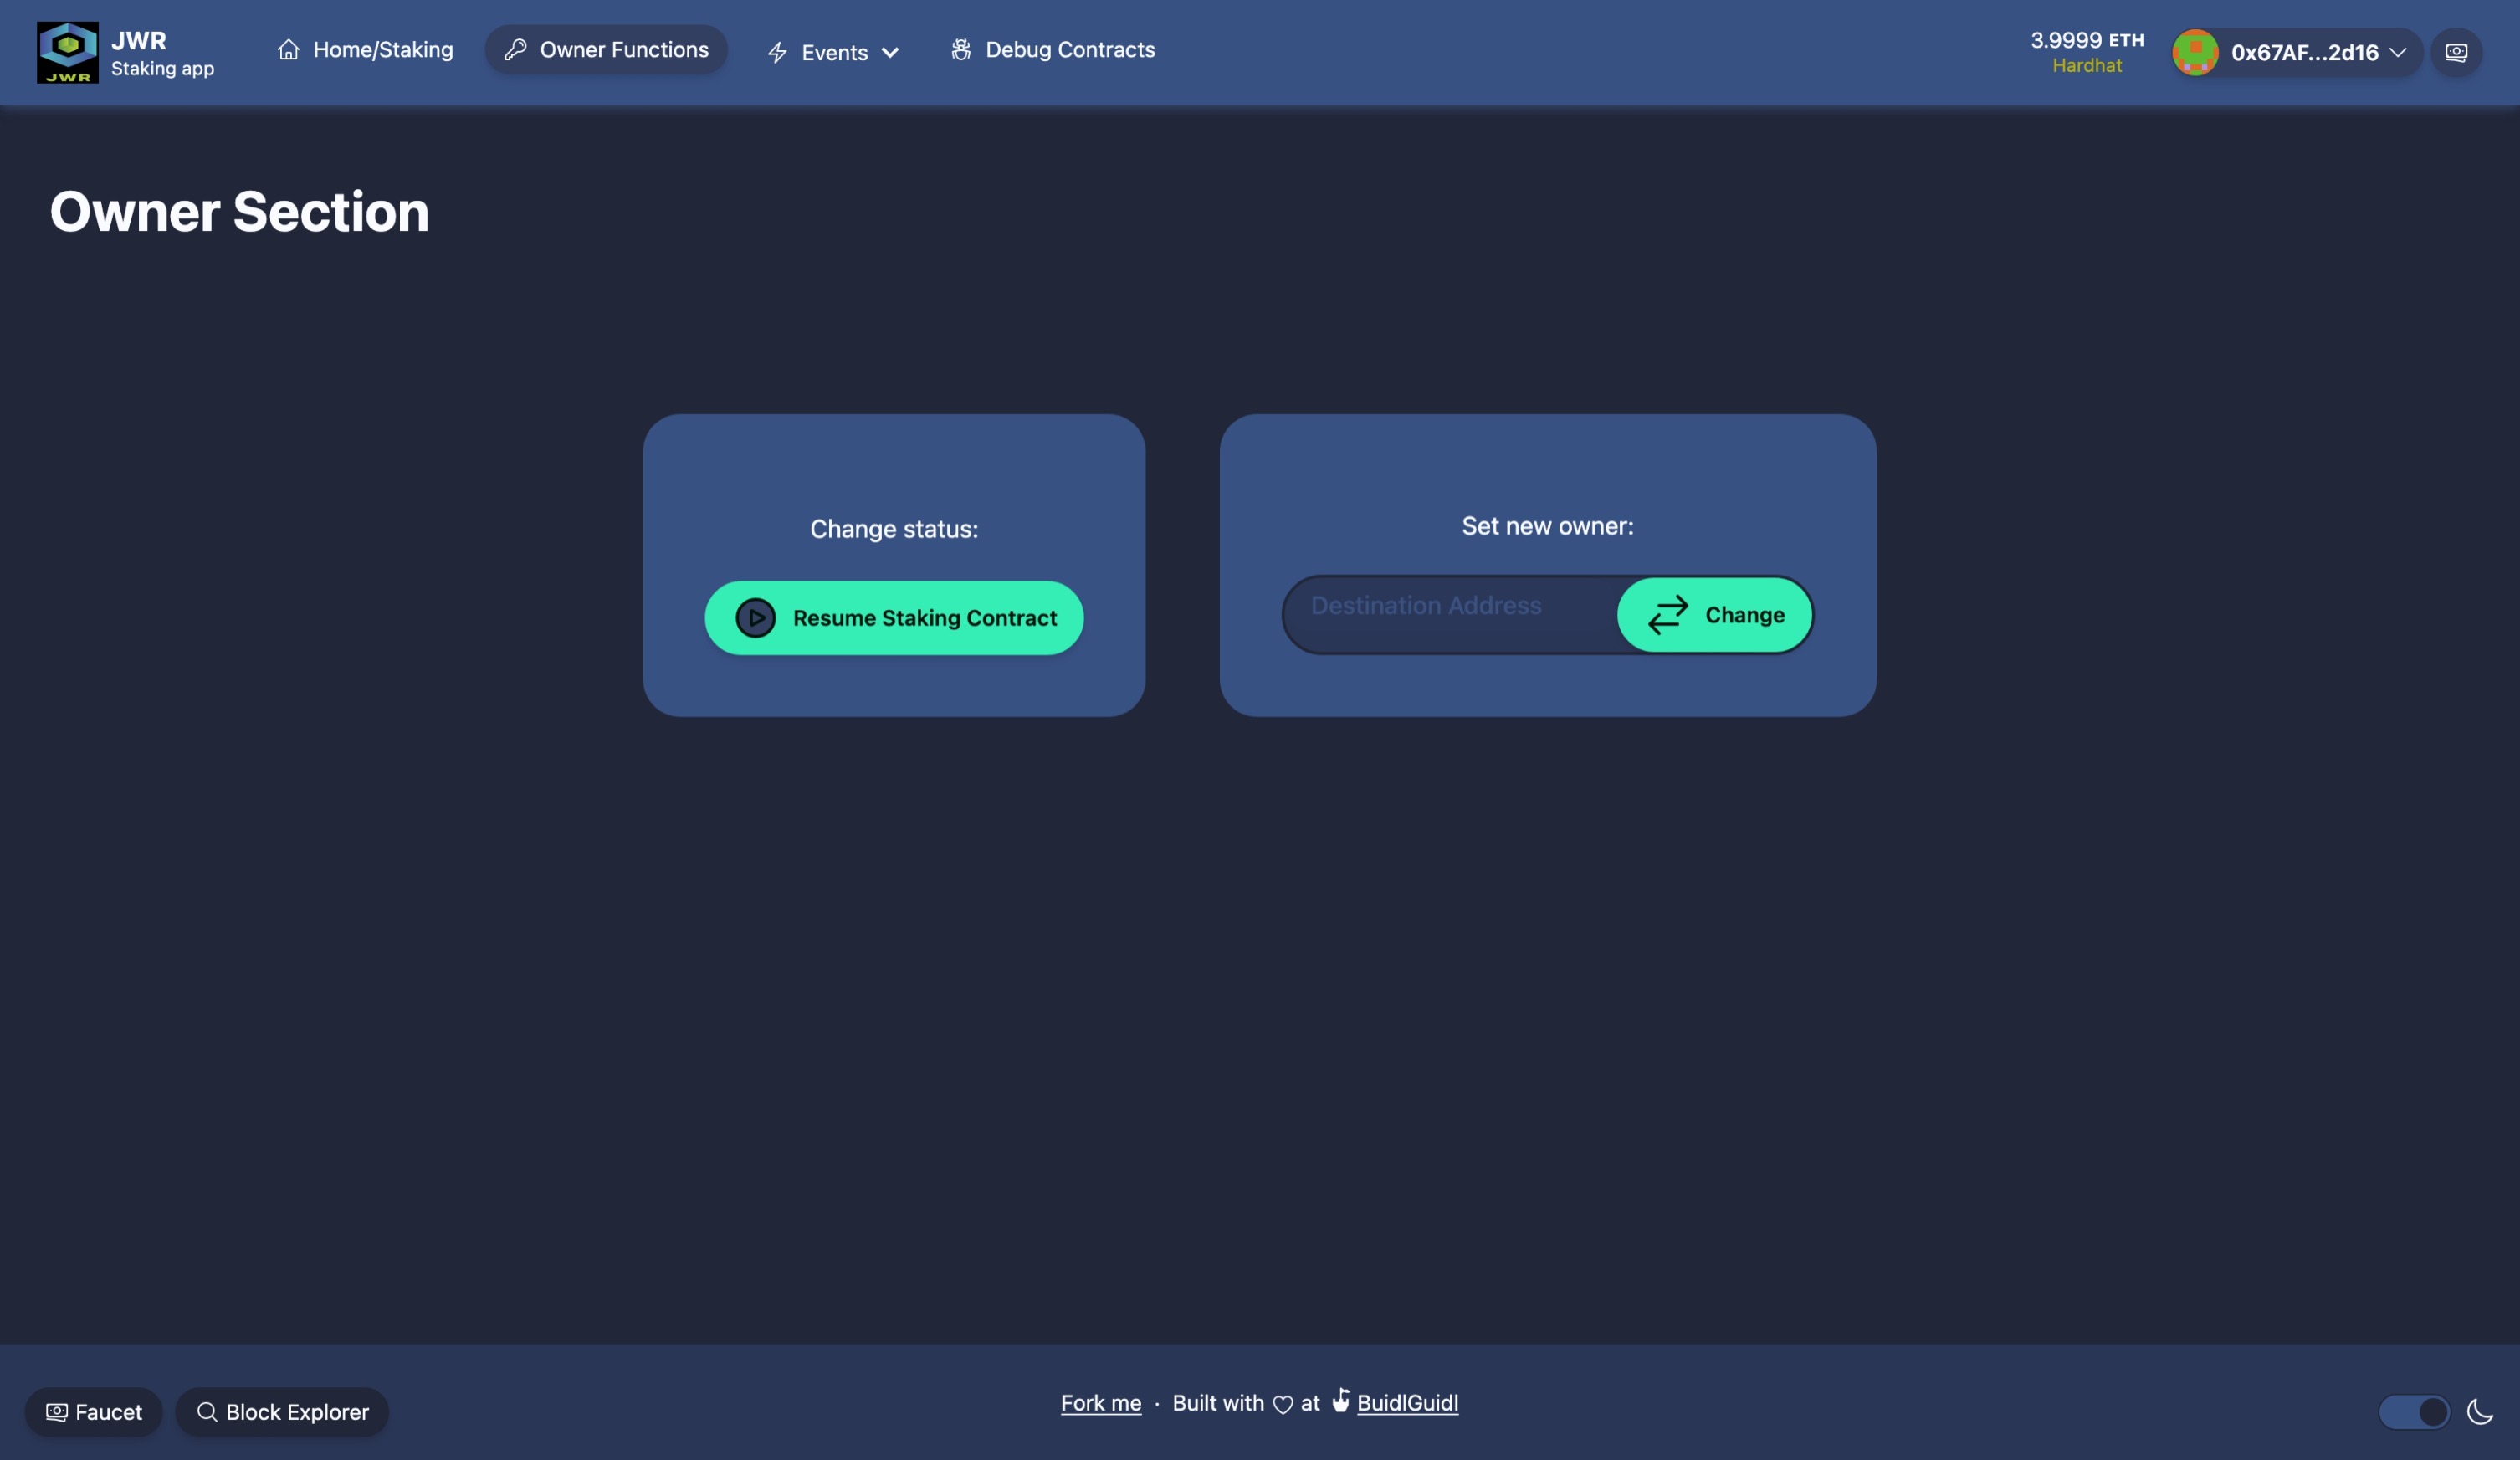 JWR
JWR
Staking app
Home/Staking
Owner Functions
Events
Debug Contracts
3.9999 ETH
Hardhat
0x67AF...2d16
Owner Section
Change status:
Resume Staking Contract
Set new owner:
Destination Address
Change
Faucet
Block Explorer
Fork me · Built with ♡ at BuidlGuidl